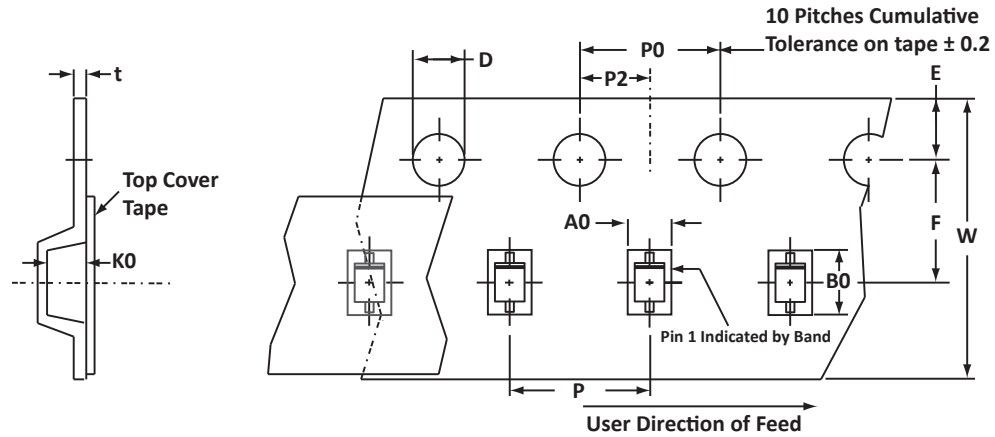 10 Pitches Cumulative
Tolerance on tape ± 0.2
P0
D
P2
E
t
Top Cover
Tape
A0
F
W
K0
B0
Pin 1 Indicated by Band
P
User Direction of Feed